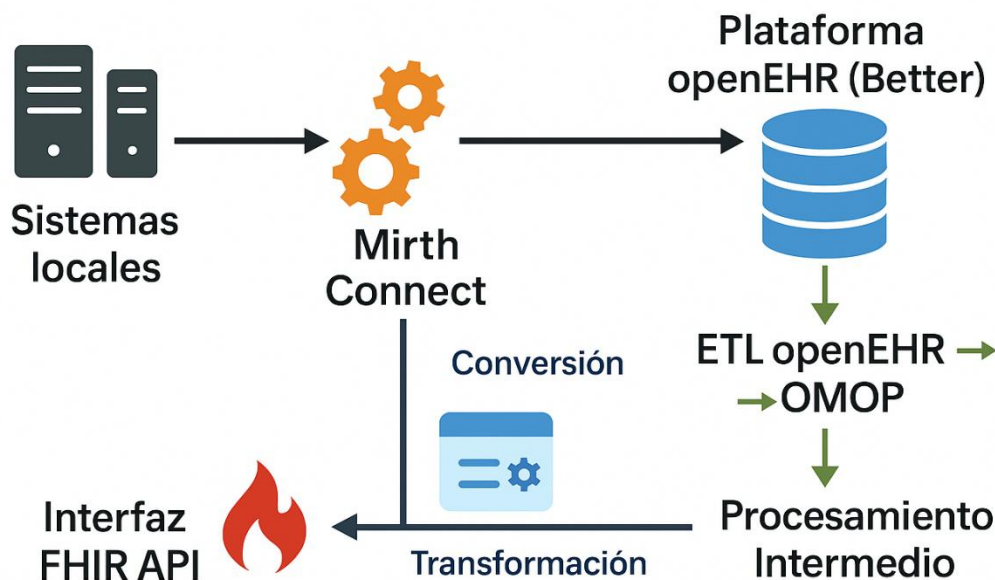 Plataforma
openEHR (Better)
Sistemas
locales
Mirth
Connect
Conversión
ETL openEHR →
→ OMOP
Interfaz
FHIR API
Transformación
Procesamiento
Intermedio